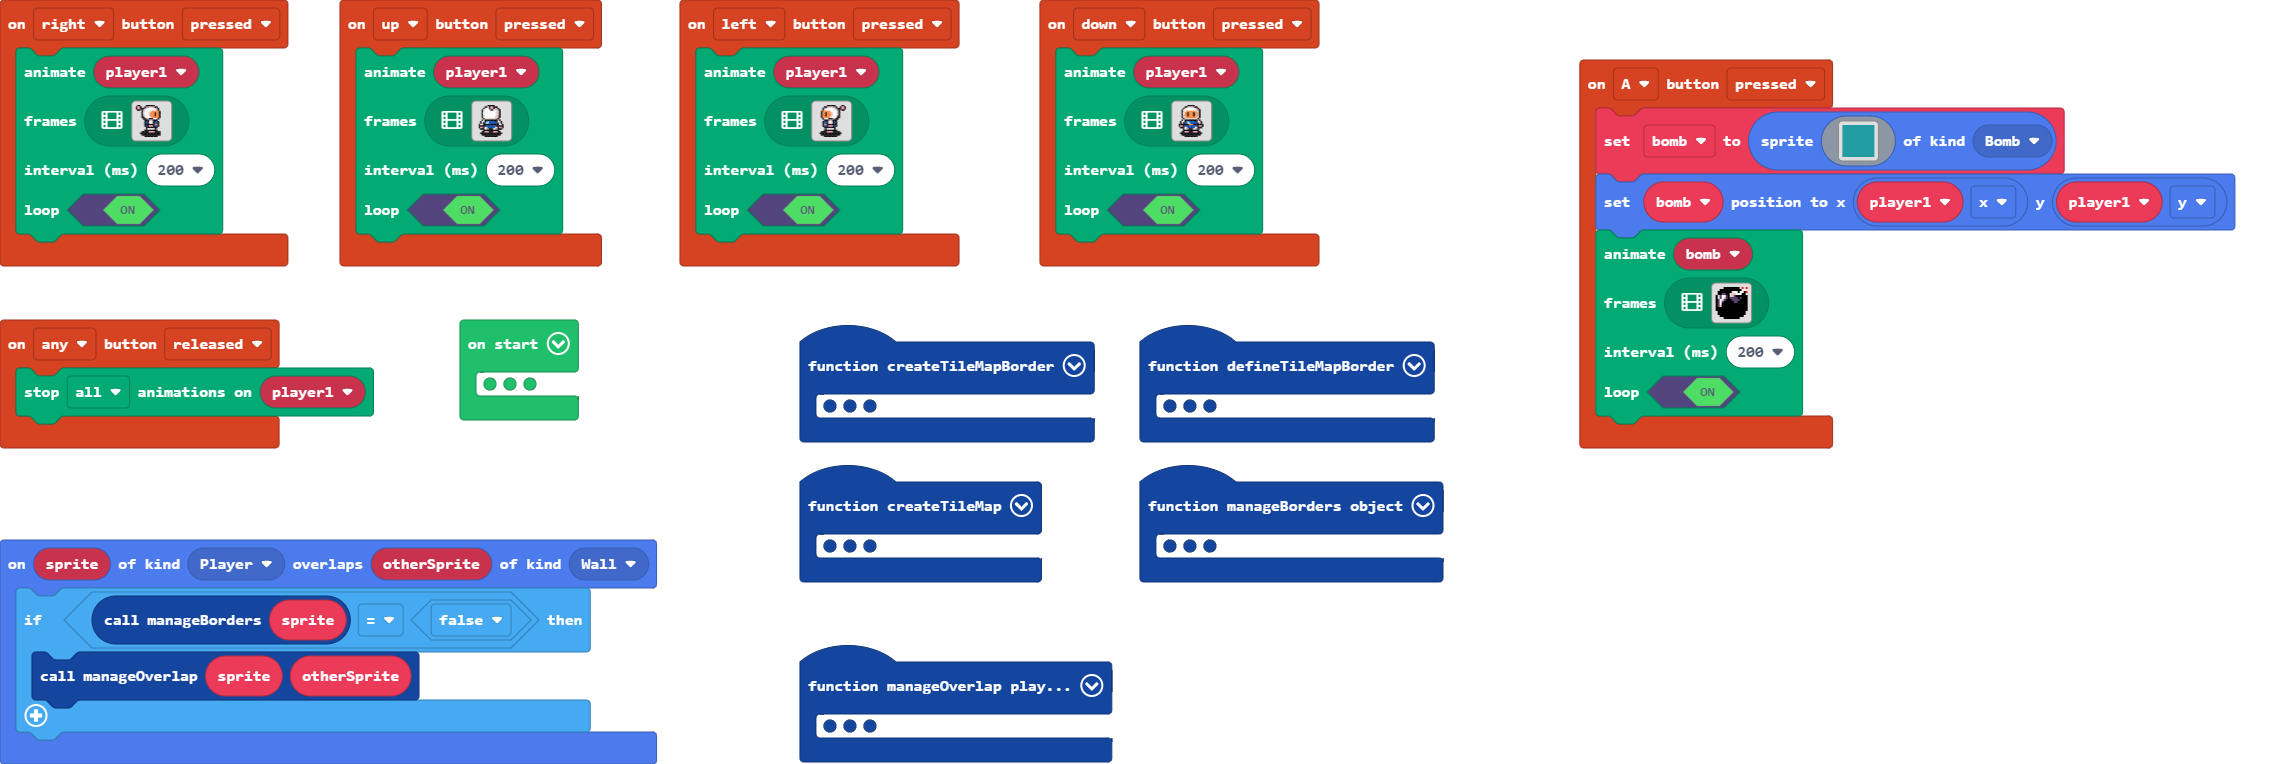 on right button pressed
animate player1
frames
interval (ms) 200
loop ON
on up button pressed
animate player1
frames
interval (ms) 200
loop ON
on left button pressed
animate player1
frames
interval (ms) 200
loop ON
on down button pressed
animate player1
frames
interval (ms) 200
loop ON
on A button pressed
set bomb to sprite of kind Bomb
set bomb position to x player1 x y player1 y
animate bomb
frames
interval (ms) 200
loop ON
on any button released
stop all animations on player1
on start
function createTileMapBorder
function defineTileMapBorder
function createTileMap
function manageBorders object
on sprite of kind Player overlaps otherSprite of kind Wall
if call manageBorders sprite = false then
call manageOverlap sprite otherSprite
function manageOverlap play...